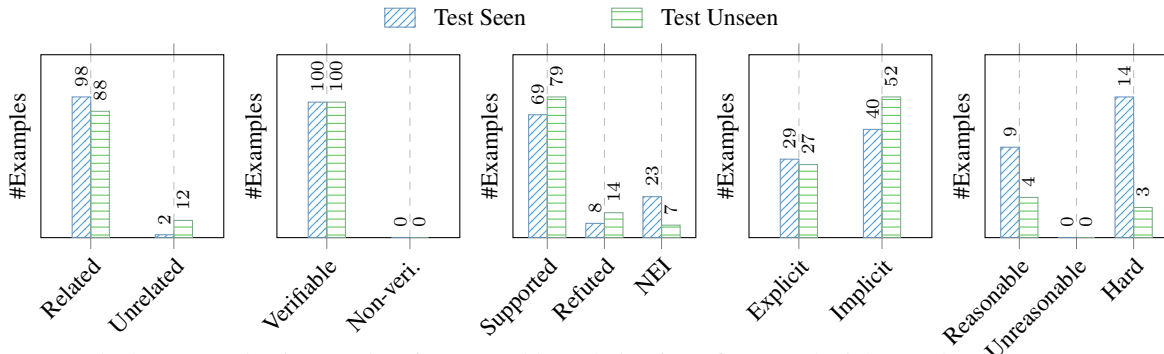 Test Seen Test Unseen
#Examples
98
88
2
12
Related
Unrelated
#Examples
100
100
0
0
Verifiable
Non-veri.
#Examples
69
79
8
14
23
7
Supported
Refuted
NEI
#Examples
29
27
40
52
Explicit
Implicit
#Examples
9
4
0
0
14
3
Reasonable
Unreasonable
Hard